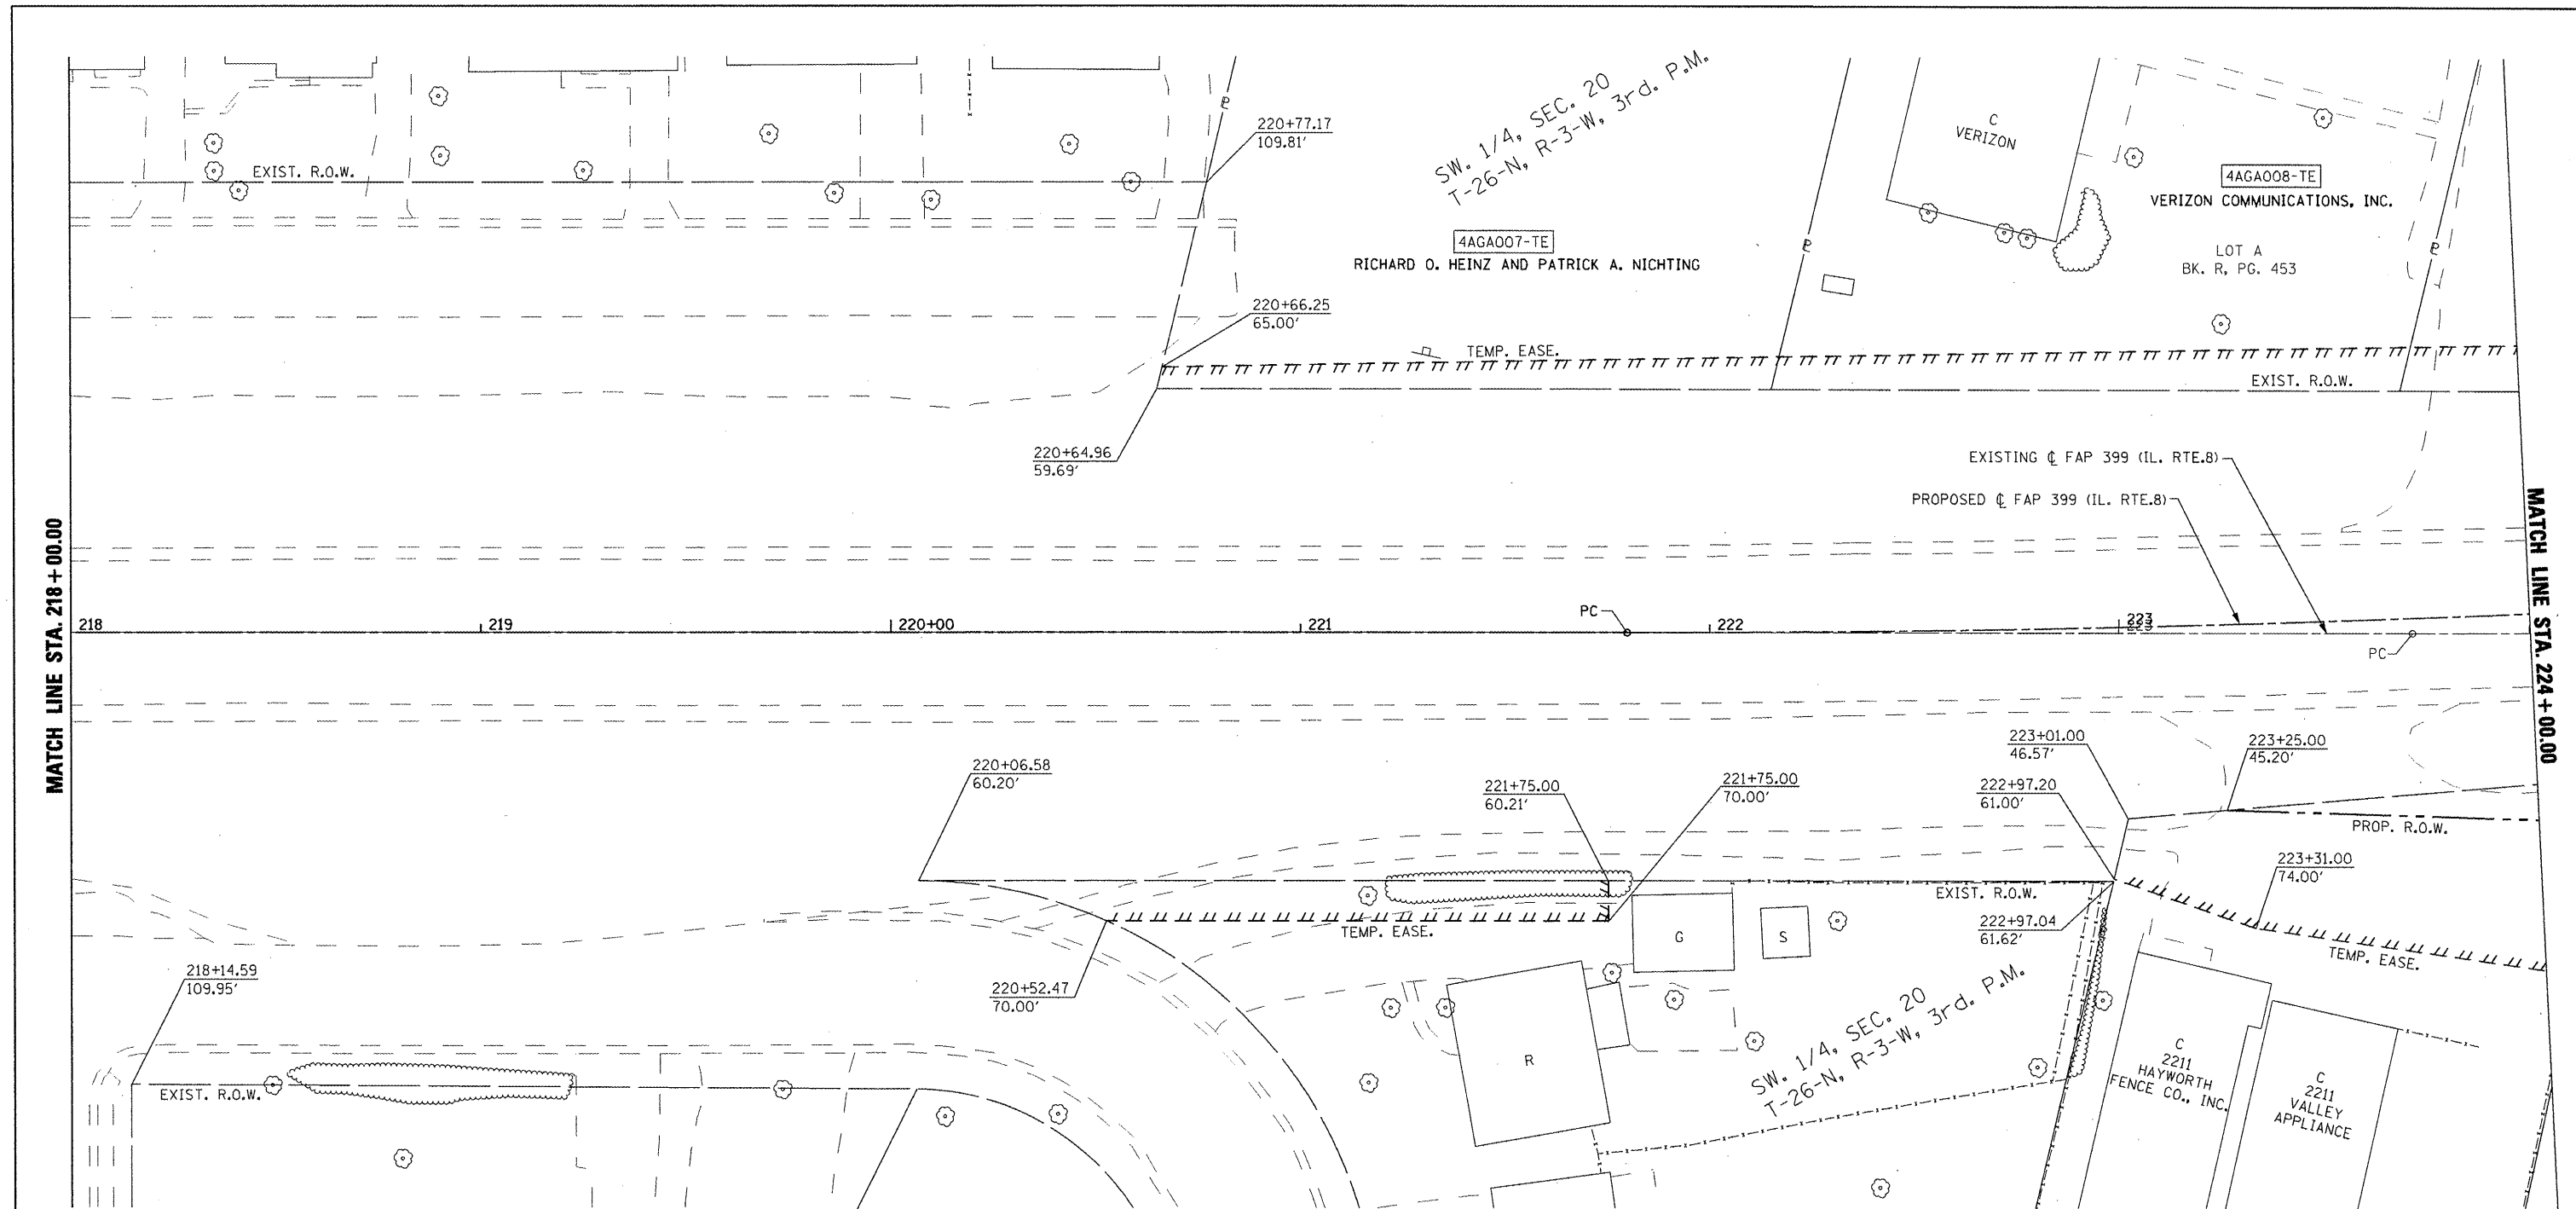 SW. 1/4, SEC. 20
T-26-N, R-3-W, 3rd. P.M.
220+77.17
109.81'
C
VERIZON
EXIST. R.O.W.
4AGA008-TE
VERIZON COMMUNICATIONS, INC.
4AGA007-TE
RICHARD O. HEINZ AND PATRICK A. NICHTING
LOT A
BK. R, PG. 453
220+66.25
65.00'
TEMP. EASE.
EXIST. R.O.W.
220+64.96
59.69'
EXISTING ℄ FAP 399 (IL. RTE.8)
PROPOSED ℄ FAP 399 (IL. RTE.8)
MATCH LINE STA. 218+00.00
MATCH LINE STA. 224+00.00
218
219
220+00
221
PC
222
223
223
PC
220+06.58
60.20'
221+75.00
60.21'
221+75.00
70.00'
223+01.00
46.57'
222+97.20
61.00'
223+25.00
45.20'
PROP. R.O.W.
223+31.00
74.00'
EXIST. R.O.W.
222+97.04
61.62'
TEMP. EASE.
TEMP. EASE.
G
S
218+14.59
109.95'
220+52.47
70.00'
EXIST. R.O.W.
R
SW. 1/4, SEC. 20
T-26-N, R-3-W, 3rd. P.M.
C
2211
HAYWORTH
FENCE CO., INC.
C
2211
VALLEY
APPLIANCE